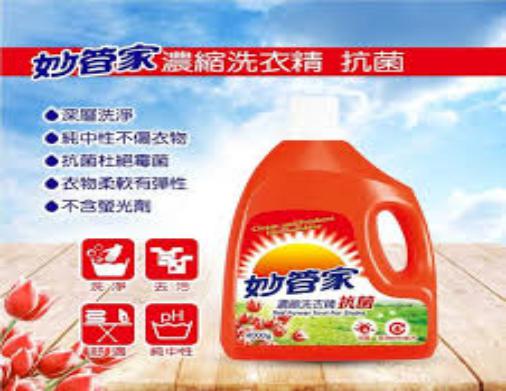 妙管家 濃縮洗衣精 抗菌
深層洗淨
純中性不傷衣物
抗菌杜絕霉菌
衣物柔軟有彈性
不含螢光劑
洗淨
去污
pH
純中性
妙管家
濃縮洗衣精 抗菌
4000g